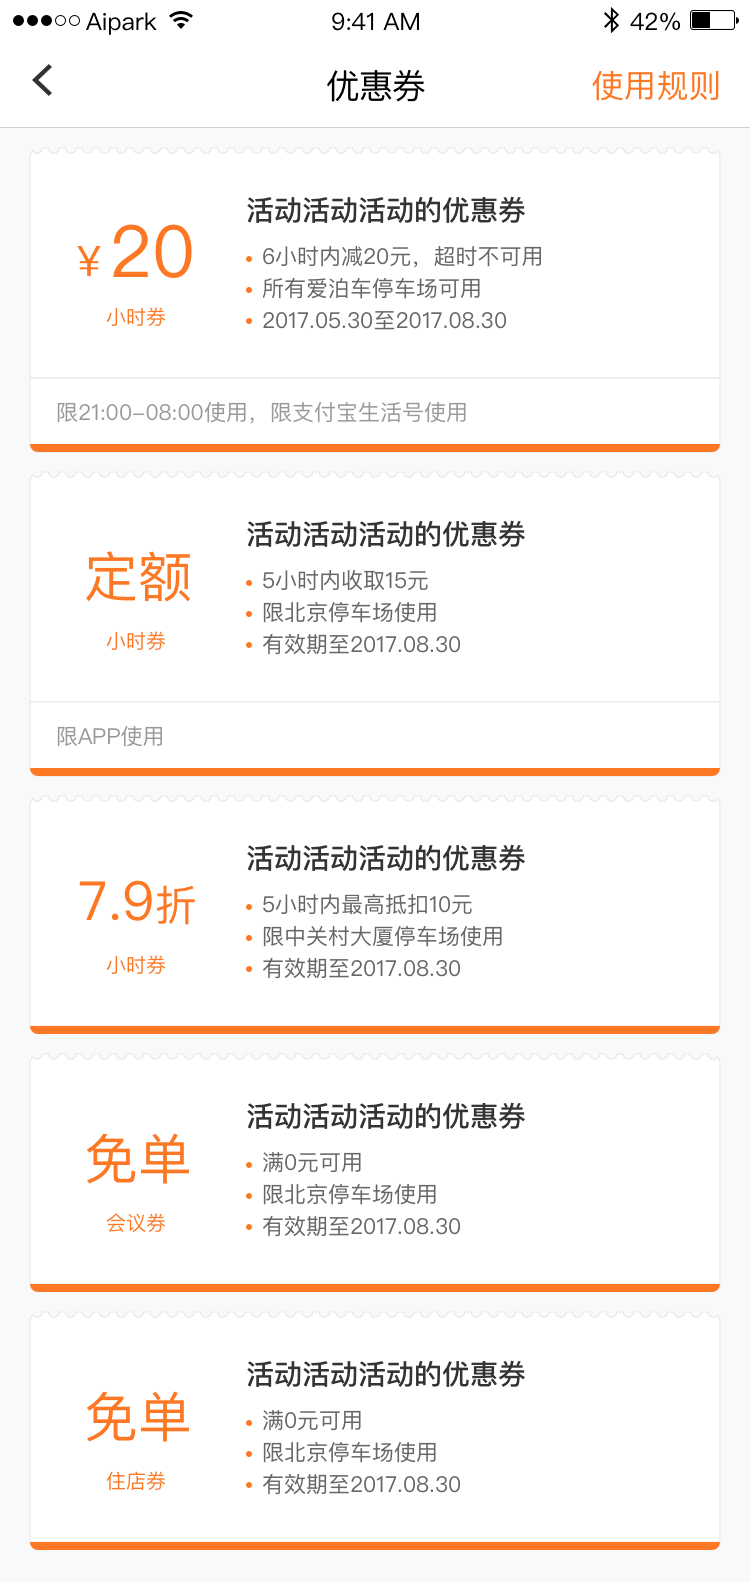 Aipark 9:41 AM 42%
优惠券 使用规则
活动活动活动的优惠券
¥20
6小时内减20元，超时不可用
所有爱泊车停车场可用
小时券
2017.05.30至2017.08.30
限21:00-08:00使用，限支付宝生活号使用
活动活动活动的优惠券
定额
5小时内收取15元
限北京停车场使用
小时券
有效期至2017.08.30
限APP使用
活动活动活动的优惠券
7.9折
5小时内最高抵扣10元
限中关村大厦停车场使用
小时券
有效期至2017.08.30
活动活动活动的优惠券
免单
满0元可用
限北京停车场使用
会议券
有效期至2017.08.30
活动活动活动的优惠券
免单
满0元可用
限北京停车场使用
住店券
有效期至2017.08.30